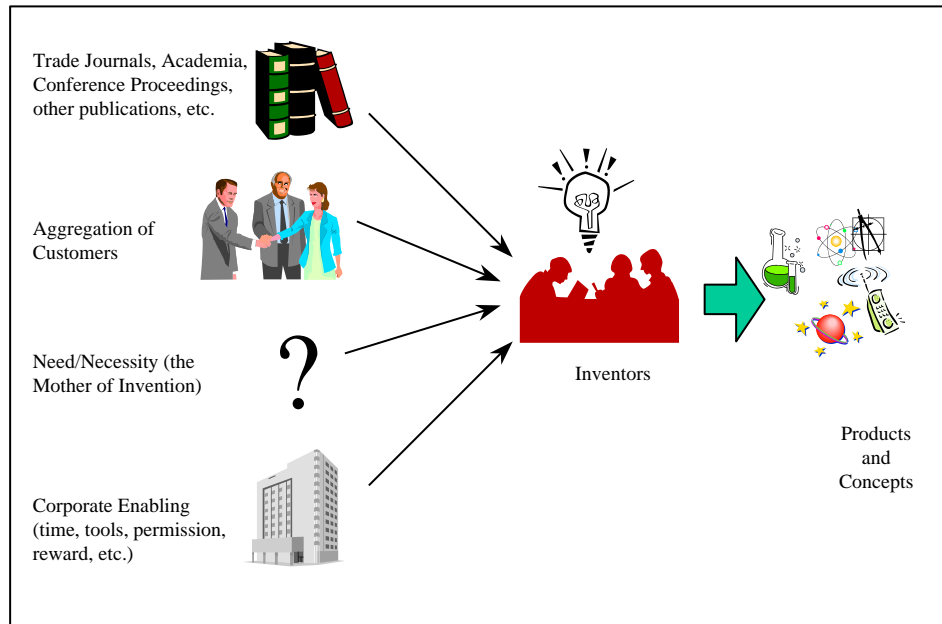 Trade Journals, Academia,
Conference Proceedings,
other publications, etc.
Aggregation of
Customers
Need/Necessity (the
Mother of Invention)
?
Corporate Enabling
(time, tools, permission,
reward, etc.)
Inventors
Products
and
Concepts